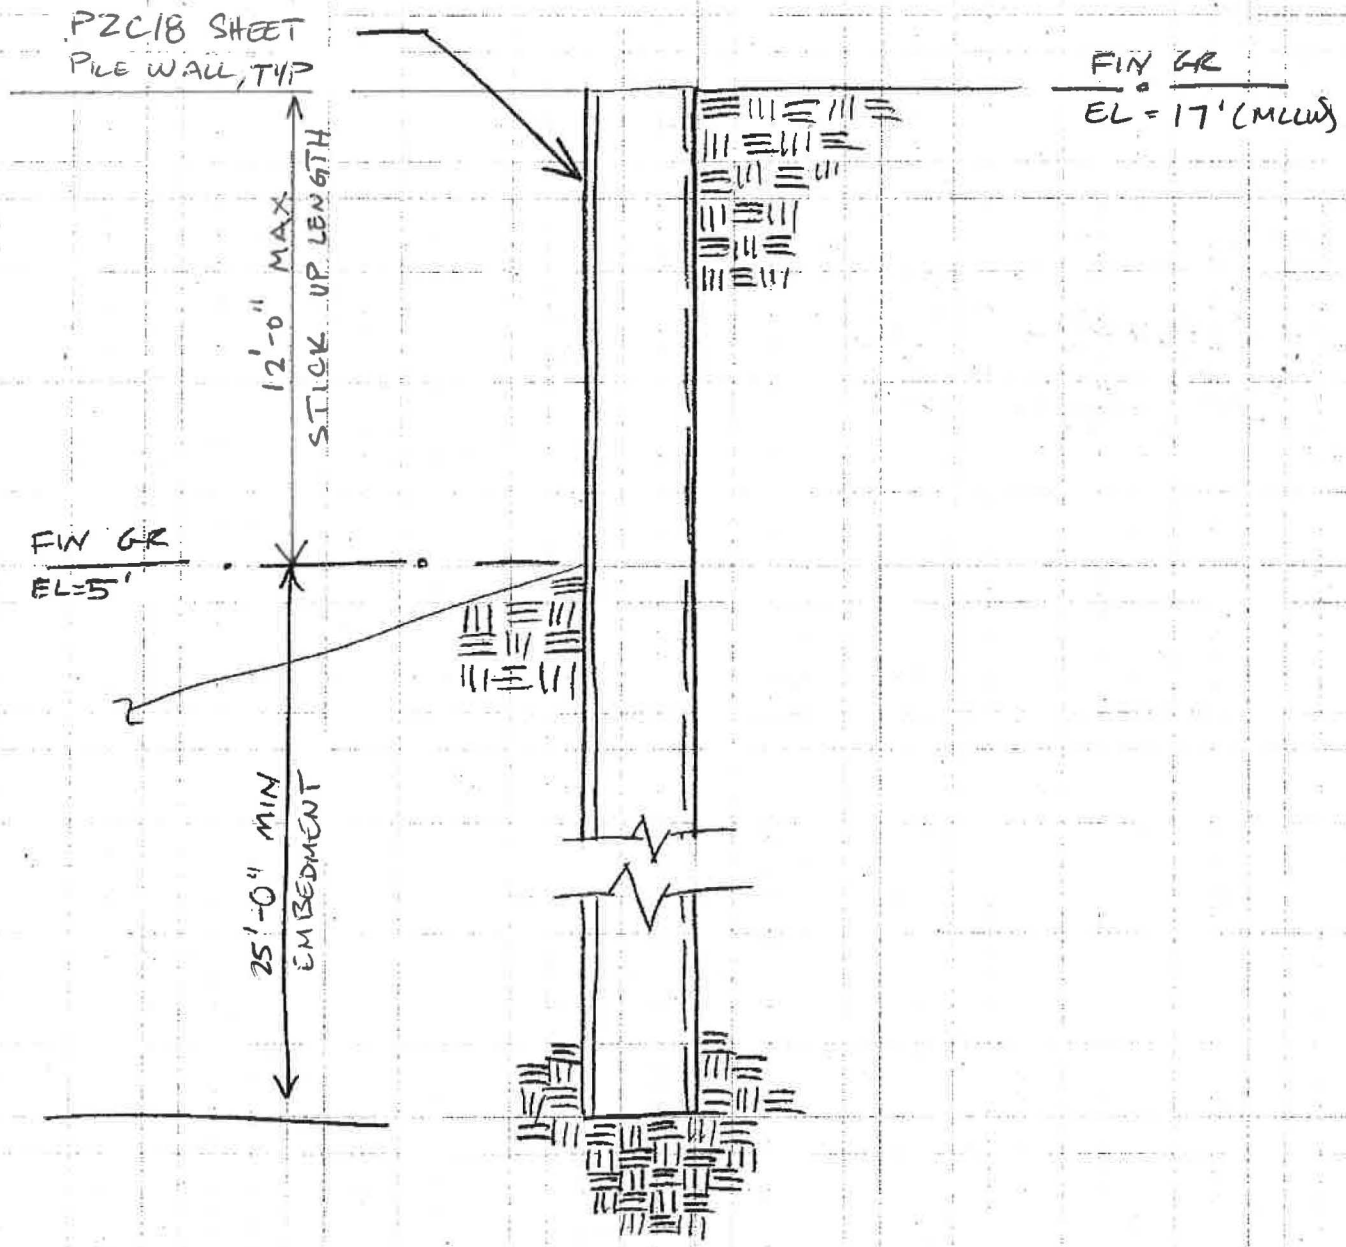 PZC18 SHEET
PILE WALL, TYP
FIN GR
EL = 17' (MLLW)
12'-0" MAX
STICK UP LENGTH
FIN GR
EL=5'
25'-0" MIN
EMBEDMENT